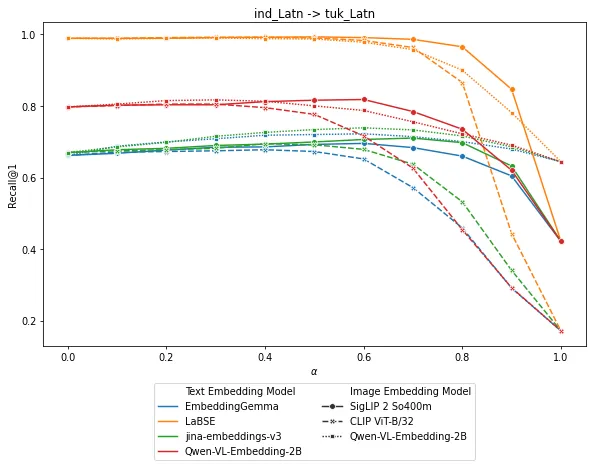 ind_Latn -> tuk_Latn
Recall@1
1.0
0.8
0.6
0.4
0.2
0.0 0.2 0.4 0.6 0.8 1.0
α
Text Embedding Model Image Embedding Model
EmbeddingGemma SigLIP 2 So400m
LaBSE CLIP ViT-B/32
jina-embeddings-v3 Qwen-VL-Embedding-2B
Qwen-VL-Embedding-2B